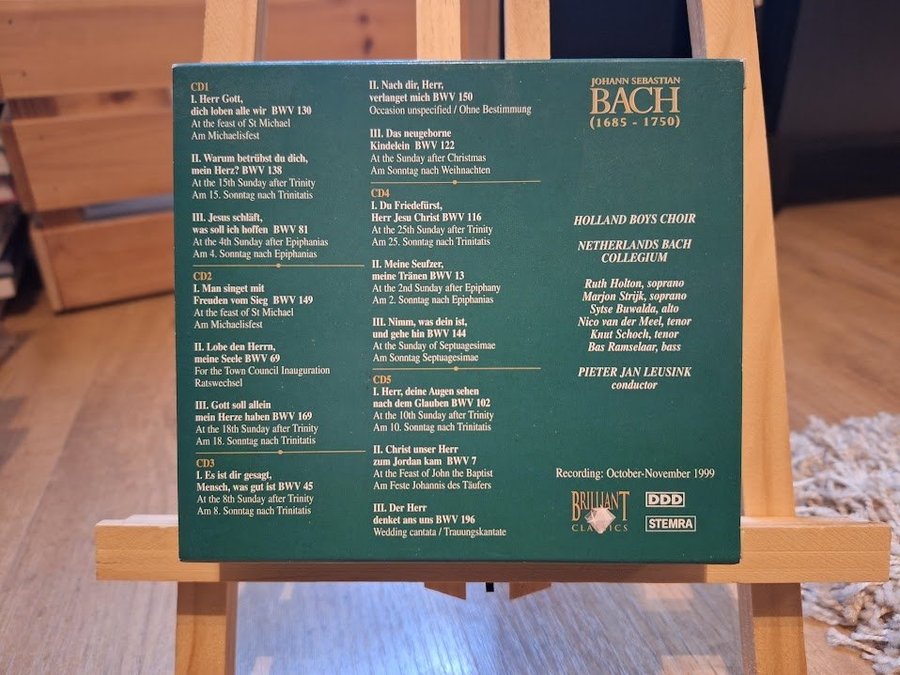 CD1
I. Herr Gott,
dich loben alle wir BWV 130
At the feast of St Michael
Am Michaelisfest
II. Warum betrübst du dich,
mein Herz? BWV 138
At the 15th Sunday after Trinity
Am 15. Sonntag nach Trinitatis
III. Jesus schläft,
was soll ich hoffen BWV 81
At the 4th Sunday after Epiphanias
Am 4. Sonntag nach Epiphanias
CD2
I. Man singet mit
Freuden vom Sieg BWV 149
At the feast of St Michael
Am Michaelisfest
II. Lobe den Herrn,
meine Seele BWV 69
For the Town Council Inauguration
Ratswechsel
III. Gott soll allein
mein Herze haben BWV 169
At the 18th Sunday after Trinity
Am 18. Sonntag nach Trinitatis
CD3
I. Es ist dir gesagt,
Mensch, was gut ist BWV 45
At the 8th Sunday after Trinity
Am 8. Sonntag nach Trinitatis
II. Nach dir, Herr,
verlanget mich BWV 150
Occasion unspecified / Ohne Bestimmung
III. Das neugeborne
Kindelein BWV 122
At the Sunday after Christmas
Am Sonntag nach Weihnachten
CD4
I. Du Friedefürst,
Herr Jesu Christ BWV 116
At the 25th Sunday after Trinity
Am 25. Sonntag nach Trinitatis
II. Meine Seufzer,
meine Tränen BWV 13
At the 2nd Sunday after Epiphany
Am 2. Sonntag nach Epiphanias
III. Nimm, was dein ist,
und gehe hin BWV 144
At the Sunday of Septuagesimae
Am Sonntag Septuagesimae
CD5
I. Herr, deine Augen sehen
nach dem Glauben BWV 102
At the 10th Sunday after Trinity
Am 10. Sonntag nach Trinitatis
II. Christ unser Herr
zum Jordan kam BWV 7
At the Feast of John the Baptist
Am Feste Johannis des Täufers
III. Der Herr
denket ans uns BWV 196
Wedding cantata / Trauungskantate
JOHANN SEBASTIAN
BACH
(1685 - 1750)
HOLLAND BOYS CHOIR
NETHERLANDS BACH
COLLEGIUM
Ruth Holton, soprano
Marjon Strijk, soprano
Sytse Buwalda, alto
Nico van der Meel, tenor
Knut Schoch, tenor
Bas Ramselaar, bass
PIETER JAN LEUSINK
conductor
Recording: October-November 1999
BRILLIANT
CLASSICS
DDD
STEMRA